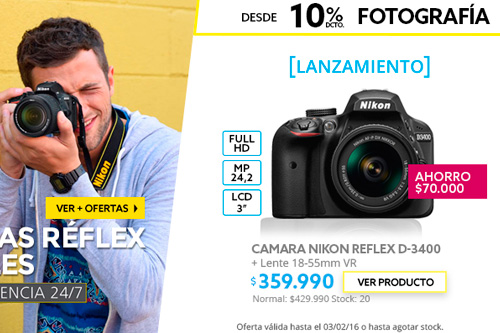 DESDE 10% DCTO. FOTOGRAFÍA
[LANZAMIENTO]
Nikon
D3400
FULL HD
MP 24,2
LCD 3"
AHORRO
$70.000
Nikon
VER + OFERTAS
AS RÉFLEX
ES
ENCIA 24/7
CAMARA NIKON REFLEX D-3400
+ Lente 18-55mm VR
$359.990 VER PRODUCTO
Normal: $429.990 Stock: 20
Oferta válida hasta el 03/02/16 o hasta agotar stock.